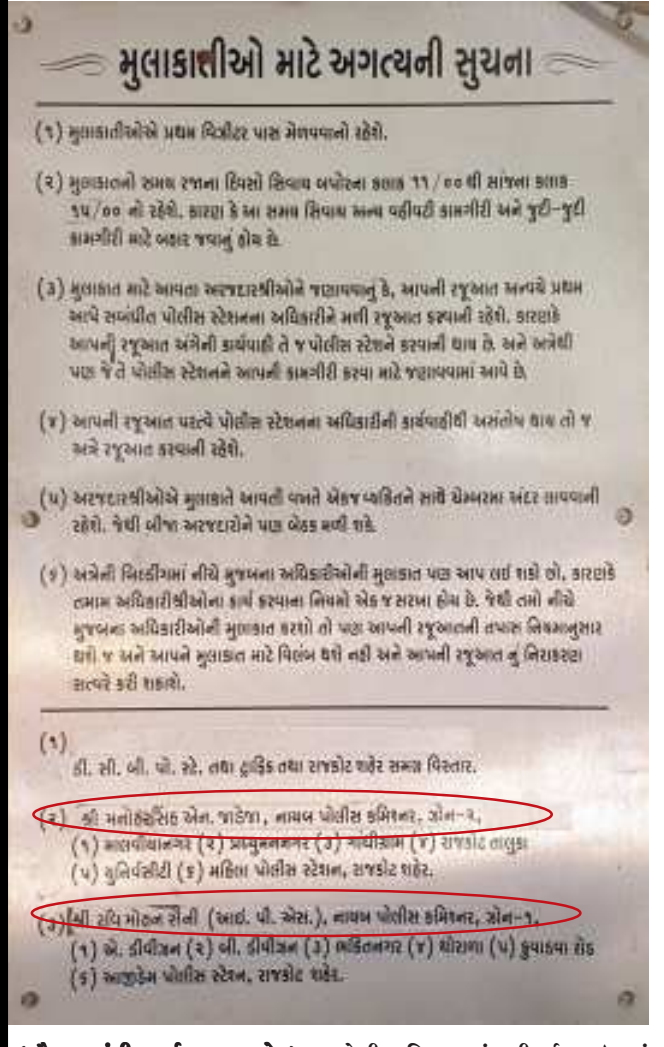 મુલાકાતીઓ માટે અગત્યની સુચના
(૧) મુલાકાતીઓએ પ્રથમ વિઝીટર પાસ મેળવવાનો રહેશે.
(૨) મુલાકાતનો સમય રજાના દિવસો સિવાય બપોરના કલાક ૧૧/૦૦ થી સાંજના કલાક
૧૫/૦૦ નો રહેશે. કારણ કે આ સમય સિવાય અન્ય વહીવટી કામગીરી અને જુદી-જુદી
કામગીરી માટે બહાર જવાનું હોય છે.
(૩) મુલાકાત માટે આવતા અરજદારશ્રીઓને જણાવવાનું કે, આપની રજૂઆત અન્વયે પ્રથમ
આપે સબંધીત પોલીસ સ્ટેશનના અધિકારીને મળી રજૂઆત કરવાની રહેશે. કારણકે
આપની રજૂઆત અંગેની કાર્યવાહી તે જ પોલીસ સ્ટેશને કરવાની થાય છે. અને અત્રેથી
પણ જે તે પોલીસ સ્ટેશનને આપની કામગીરી કરવા માટે જણાવવામાં આવે છે.
(૪) આપની રજૂઆત પરત્વે પોલીસ સ્ટેશનના અધિકારીની કાર્યવાહીથી અસંતોષ થાય તો જ
અત્રે રજૂઆત કરવાની રહેશે.
(૫) અરજદારશ્રીઓએ મુલાકાતે આવતી વખતે એકજ વ્યકિતને સાથે ચેમ્બરમા અંદર લાવવાની
રહેશે. જેથી બીજા અરજદારોને પણ બેઠક મળી શકે.
(૬) અત્રેની બિલ્ડીંગમાં નીચે મુજબના અધિકારીઓની મુલાકાત પણ આપ લઈ શકો છો, કારણકે
તમામ અધિકારીશ્રીઓના કાર્ય કરવાના નિયમો એક જ સરખા હોય છે. જેથી તમો નીચે
મુજબના અધિકારીઓની મુલાકાત કરશો તો પણ આપની રજૂઆતની તપાસ નિયમાનુસાર
થશે જ અને આપને મુલાકાત માટે વિલંબ થશે નહી અને આપની રજૂઆત નું નિરાકરણ
સત્વરે કરી શકાશે.
(૧)
ડી. સી. બી. પો. સ્ટે. તથા ટ્રાફિક તથા રાજકોટ શહેર સમગ્ર વિસ્તાર.
(૨) શ્રી મનોહરસિંહ એન. જાડેજા, નાયબ પોલીસ કમિશ્નર, ઝોન-૨,
(૧) માલવીયાનગર (૨) પ્રધ્યુમનનગર (૩) ગાંધીગ્રામ (૪) રાજકોટ તાલુકા
(૫) યુનિર્વસીટી (૬) મહિલા પોલીસ સ્ટેશન, રાજકોટ શહેર.
(૩) શ્રી રવિ મોહન સૈની (આઈ. પી. એસ.), નાયબ પોલીસ કમિશ્નર, ઝોન-૧,
(૧) એ. ડીવીઝન (૨) બી. ડીવીઝન (૩) ભકિતનગર (૪) થોરાળા (૫) કુવાડવા રોડ
(૬) આજીડેમ પોલીસ સ્ટેશન, રાજકોટ શહેર.